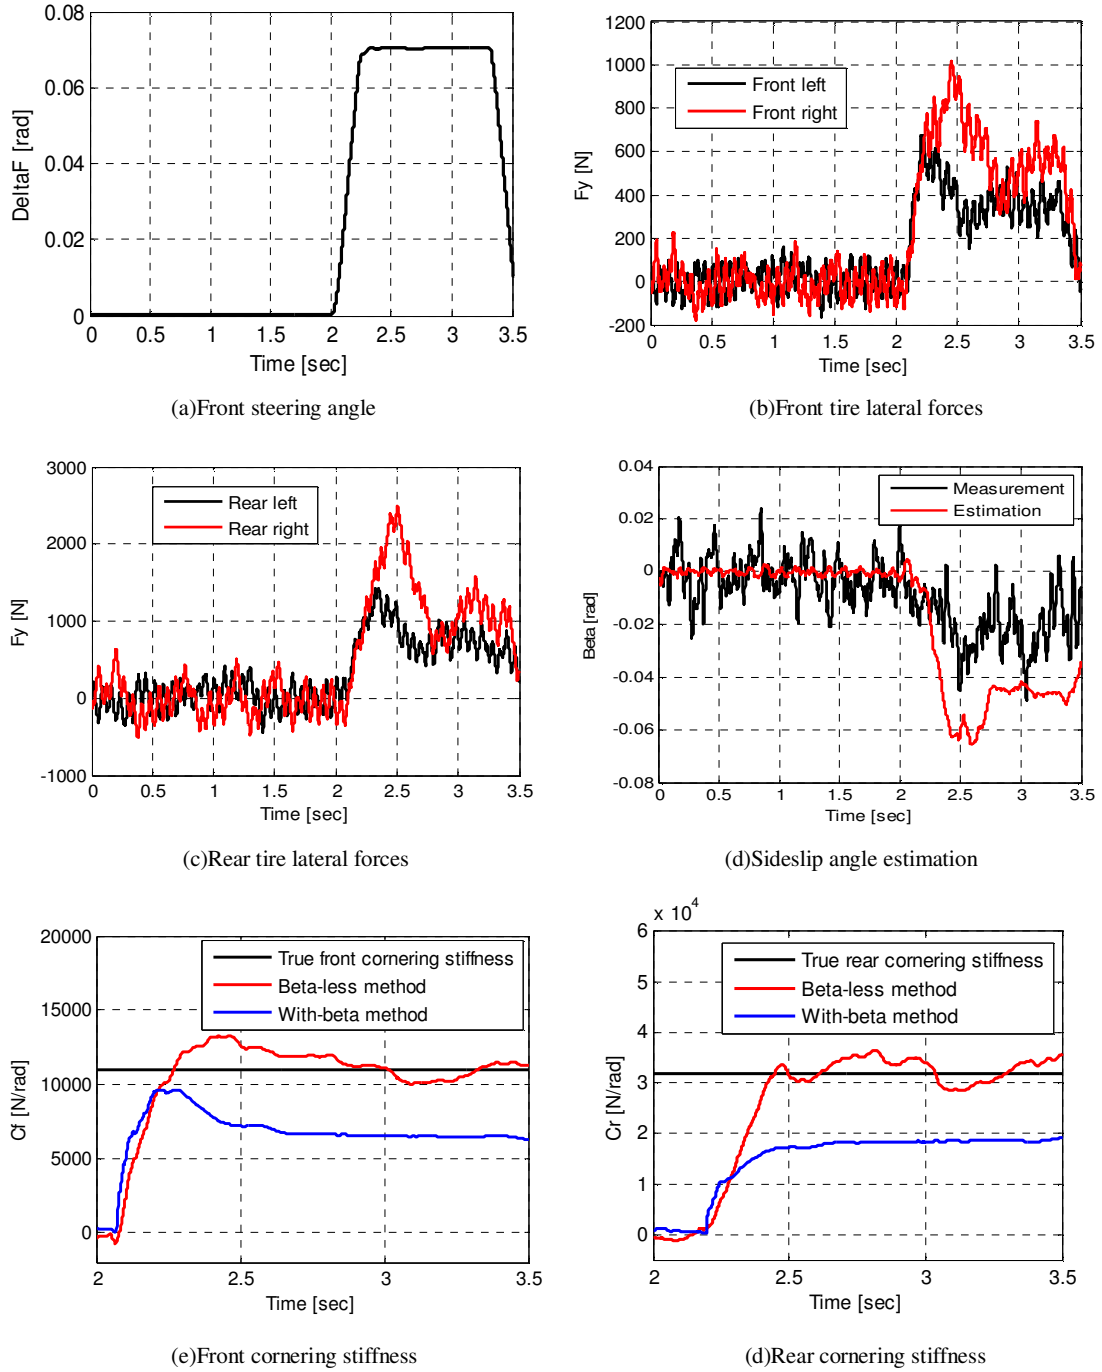 0.08
0.06
0.04
0.02
0
DeltaF [rad]
0 0.5 1 1.5 2 2.5 3 3.5
Time [sec]
(a)Front steering angle
1200
1000
800
600
400
200
0
-200
Fy [N]
Front left
Front right
0 0.5 1 1.5 2 2.5 3 3.5
Time [sec]
(b)Front tire lateral forces
3000
2000
1000
0
-1000
Fy [N]
Rear left
Rear right
0 0.5 1 1.5 2 2.5 3 3.5
Time [sec]
(c)Rear tire lateral forces
0.04
0.02
0
-0.02
-0.04
-0.06
-0.08
Beta [rad]
Measurement
Estimation
0 0.5 1 1.5 2 2.5 3 3.5
Time [sec]
(d)Sideslip angle estimation
20000
15000
10000
5000
0
Cf [N/rad]
True front cornering stiffness
Beta-less method
With-beta method
2 2.5 3 3.5
Time [sec]
(e)Front cornering stiffness
x 10^4
6
5
4
3
2
1
0
Cr [N/rad]
True rear cornering stiffness
Beta-less method
With-beta method
2 2.5 3 3.5
Time [sec]
(d)Rear cornering stiffness